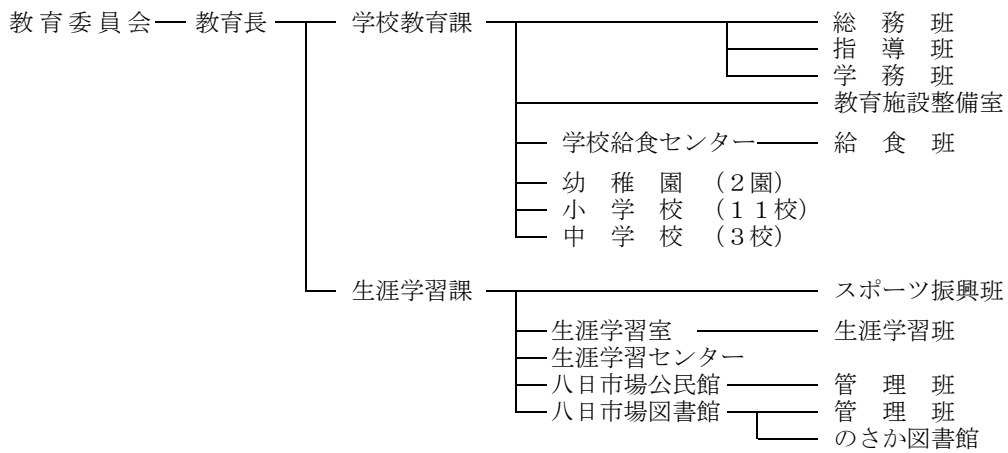 教育委員会 教育長 学校教育課 総務班
指導班
学務班
教育施設整備室
学校給食センター 給食班
幼稚園 （２園）
小学校 （１１校）
中学校 （３校）
生涯学習課 スポーツ振興班
生涯学習室 生涯学習班
生涯学習センター
八日市場公民館 管理班
八日市場図書館 管理班
のさか図書館